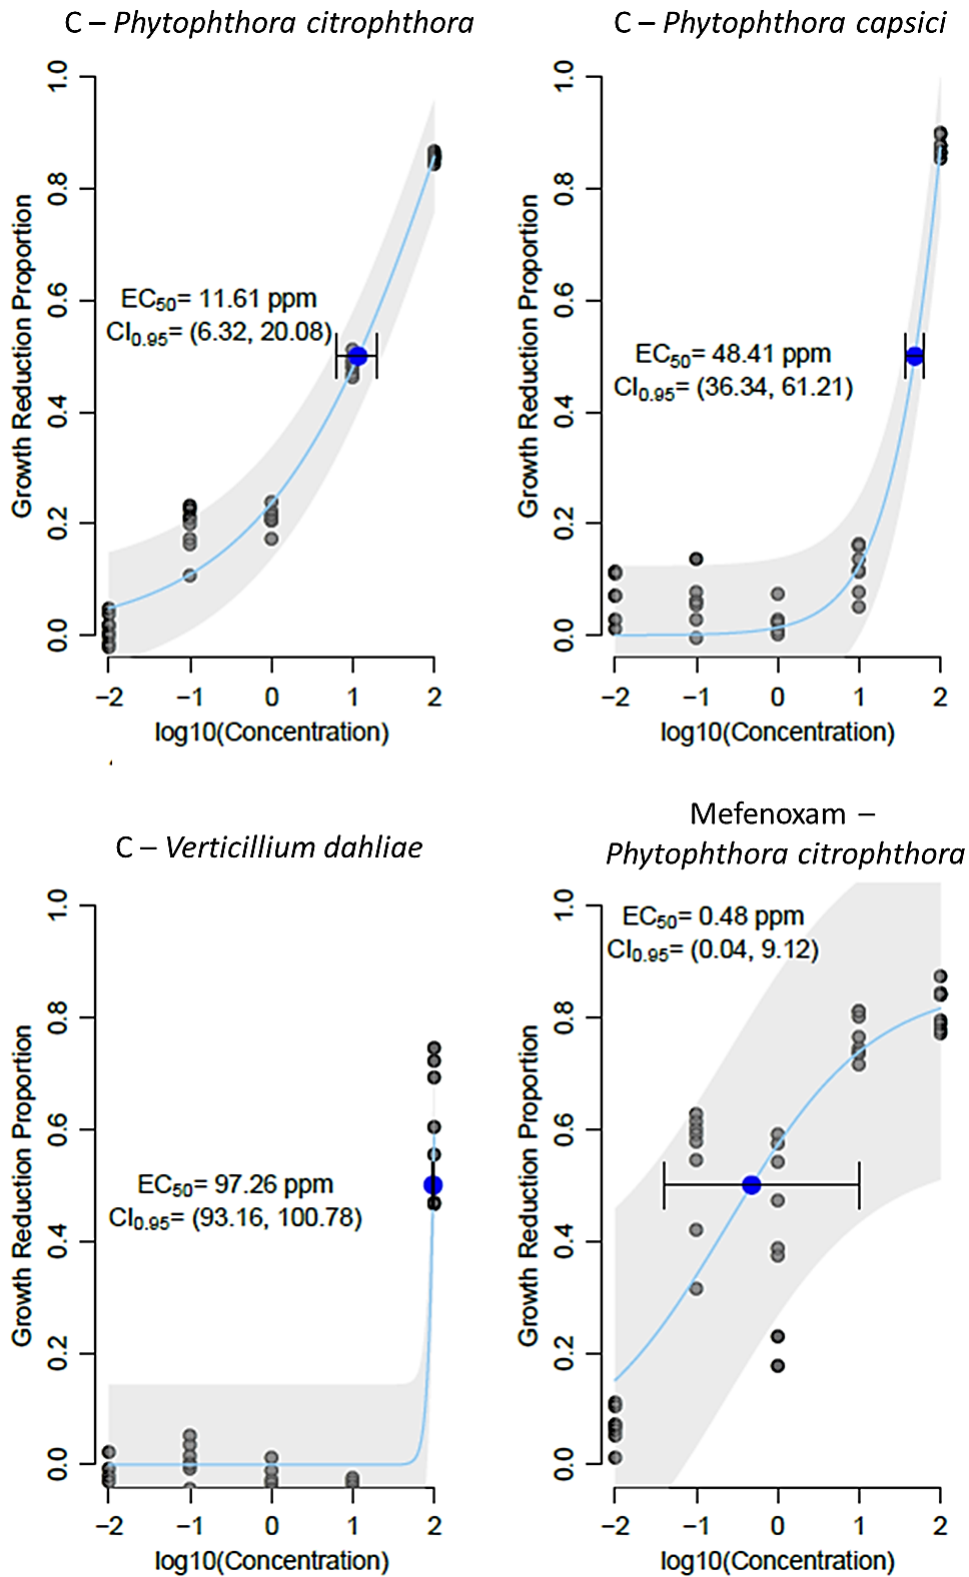 C – Phytophthora citrophthora
1.0
0.8
0.6
0.4
0.2
0.0
Growth Reduction Proportion
EC50= 11.61 ppm
CI0.95= (6.32, 20.08)
−2 −1 0 1 2
log10(Concentration)
C – Phytophthora capsici
1.0
0.8
0.6
0.4
0.2
0.0
Growth Reduction Proportion
EC50= 48.41 ppm
CI0.95= (36.34, 61.21)
−2 −1 0 1 2
log10(Concentration)
C – Verticillium dahliae
1.0
0.8
0.6
0.4
0.2
0.0
Growth Reduction Proportion
EC50= 97.26 ppm
CI0.95= (93.16, 100.78)
−2 −1 0 1 2
log10(Concentration)
Mefenoxam –
Phytophthora citrophthora
1.0
0.8
0.6
0.4
0.2
0.0
Growth Reduction Proportion
EC50= 0.48 ppm
CI0.95= (0.04, 9.12)
−2 −1 0 1 2
log10(Concentration)